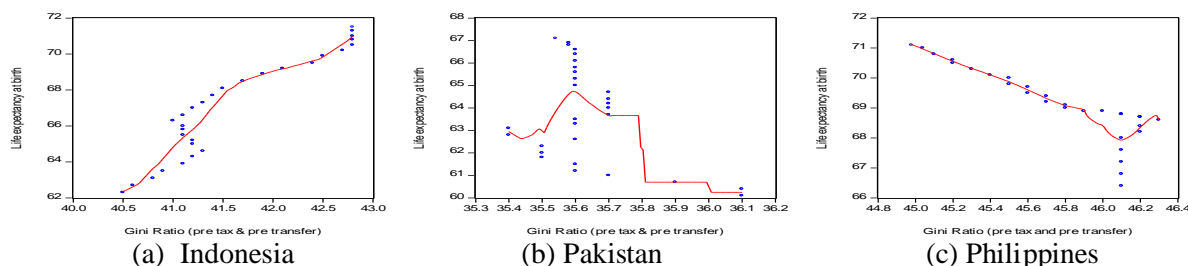 72
70
68
66
64
62
40.0 40.5 41.0 41.5 42.0 42.5 43.0
Life expectancy at birth
Gini Ratio (pre tax & pre transfer)
(a) Indonesia
68
67
66
65
64
63
62
61
60
35.3 35.4 35.5 35.6 35.7 35.8 35.9 36.0 36.1 36.2
Life expectancy at birth
Gini Ratio (pre tax & pre transfer)
(b) Pakistan
72
71
70
69
68
67
66
44.8 45.0 45.2 45.4 45.6 45.8 46.0 46.2 46.4
Life expectancy at birth
Gini Ratio (pre tax and pre transfer)
(c) Philippines